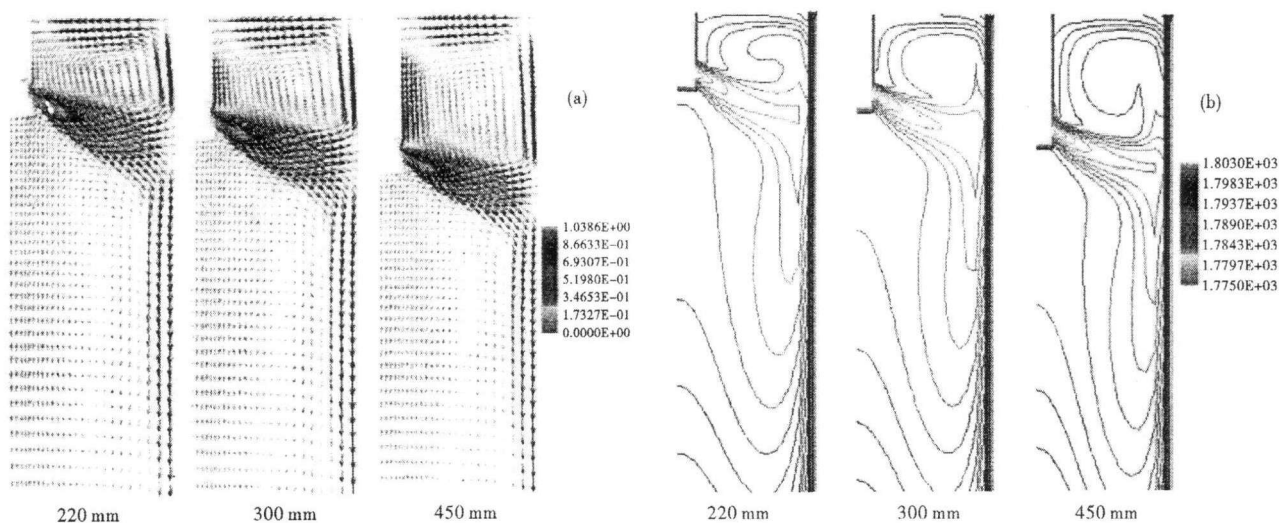 (a)
1.0386E+00
8.6633E-01
6.9307E-01
5.1980E-01
3.4653E-01
1.7327E-01
0.0000E+00
220 mm
300 mm
450 mm
(b)
1.8030E+03
1.7983E+03
1.7937E+03
1.7890E+03
1.7843E+03
1.7797E+03
1.7750E+03
220 mm
300 mm
450 mm